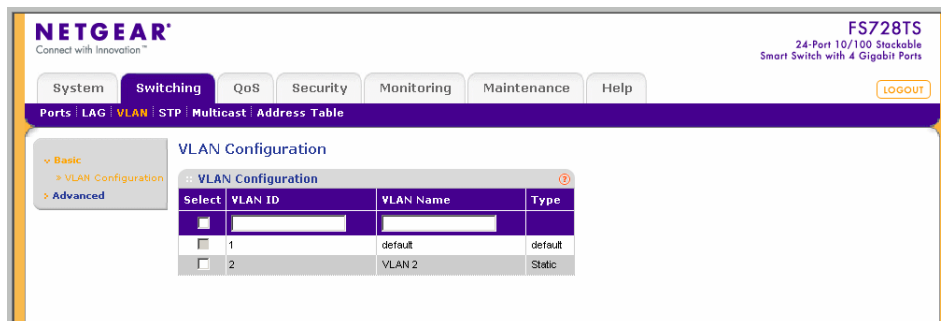 NETGEAR
Connect with Innovation™
FS728TS
24-Port 10/100 Stackable
Smart Switch with 4 Gigabit Ports
System Switching QoS Security Monitoring Maintenance Help LOGOUT
Ports LAG VLAN STP Multicast Address Table
Basic
> VLAN Configuration
> Advanced
VLAN Configuration
:: VLAN Configuration ?
Select VLAN ID VLAN Name Type
1 default default
2 VLAN 2 Static